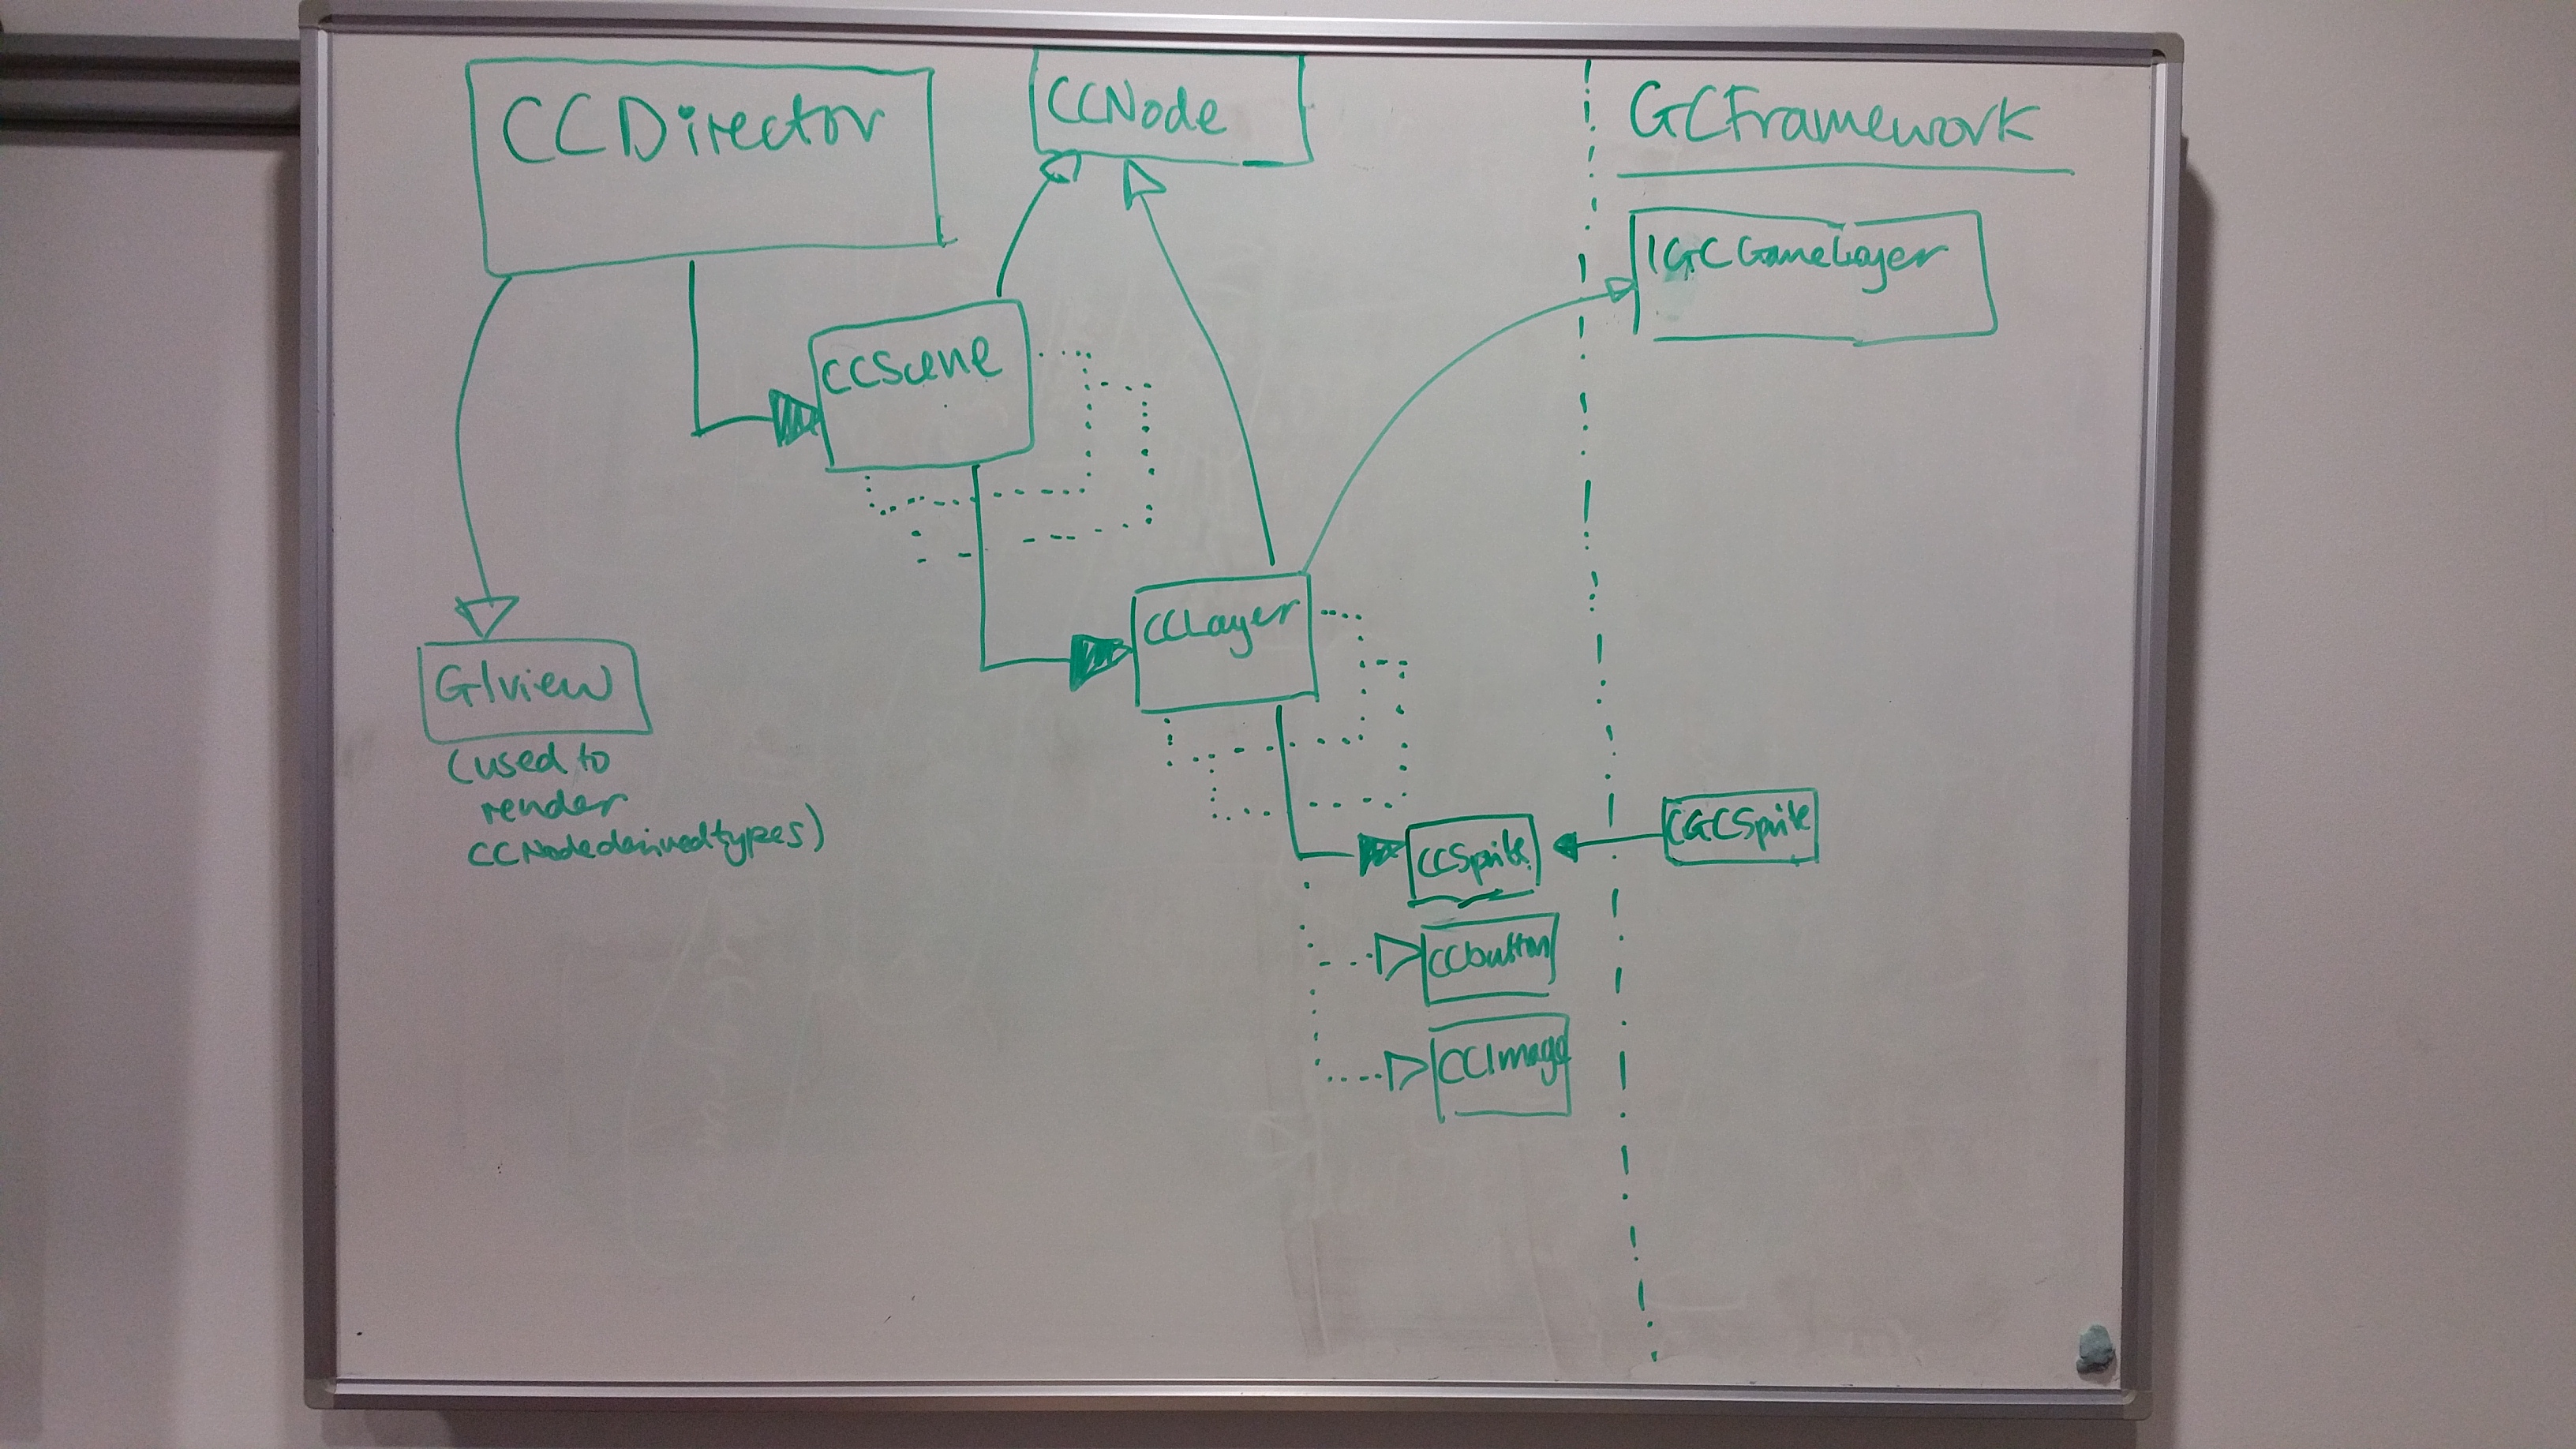 CCDirector
CCNode
GCFramework
IGCGameLayer
CCScene
CCLayer
Glview
(used to
render
CCNodederivedtypes)
CCSprite
CGCSprite
CCbutton
CCImage